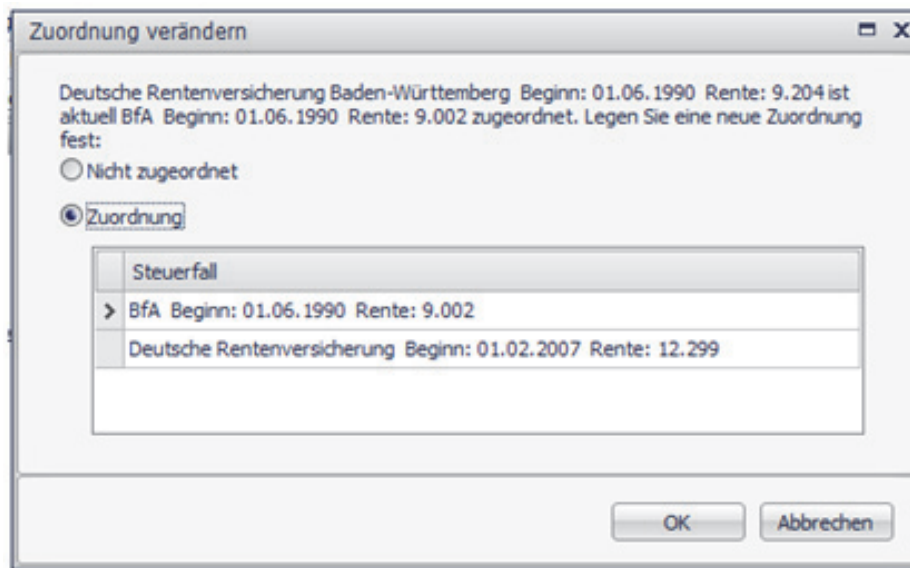 Zuordnung verändern
Deutsche Rentenversicherung Baden-Württemberg Beginn: 01.06.1990 Rente: 9.204 ist
aktuell BfA Beginn: 01.06.1990 Rente: 9.002 zugeordnet. Legen Sie eine neue Zuordnung
fest:
Nicht zugeordnet
Zuordnung
Steuerfall
BfA Beginn: 01.06.1990 Rente: 9.002
Deutsche Rentenversicherung Beginn: 01.02.2007 Rente: 12.299
OK Abbrechen